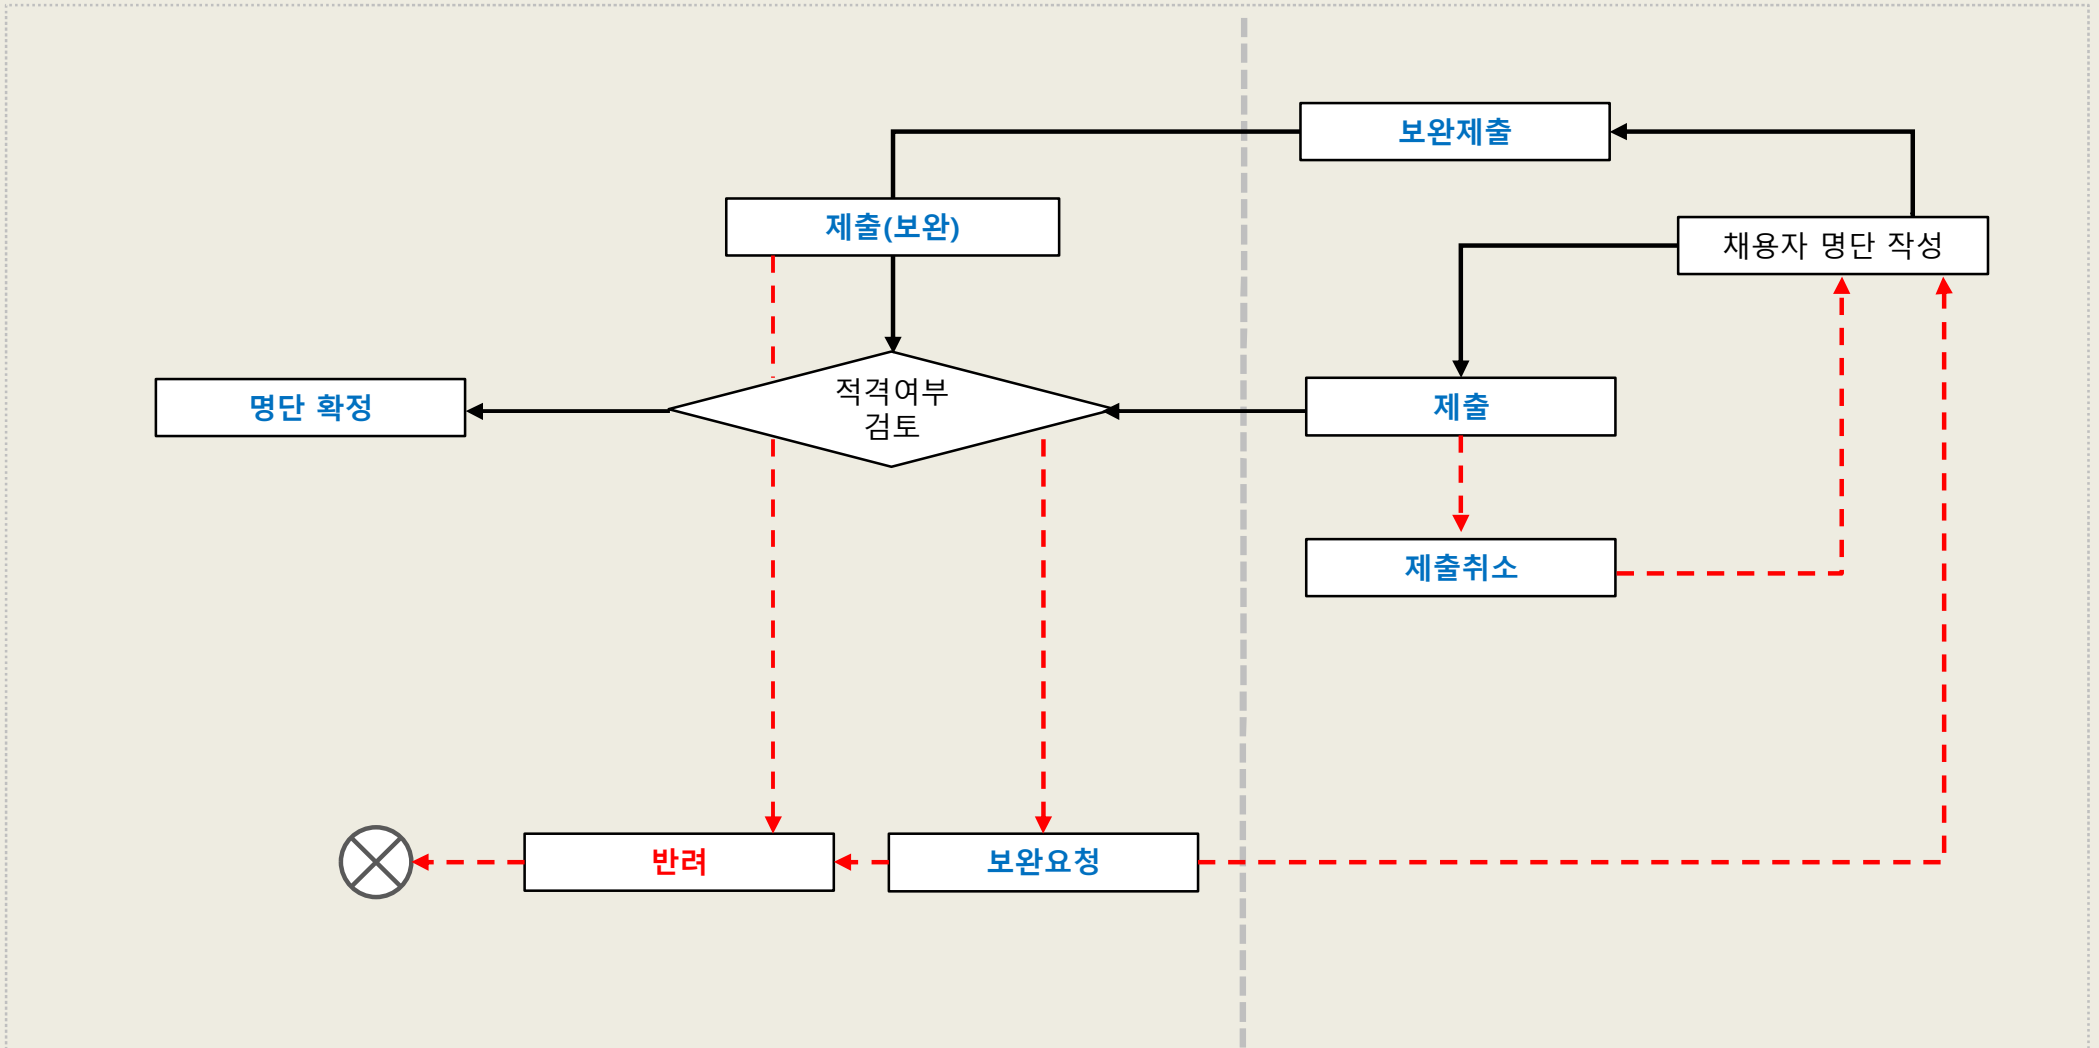 보완제출
제출(보완)
채용자 명단 작성
적격여부
검토
명단 확정
제출
제출취소
반려
보완요청